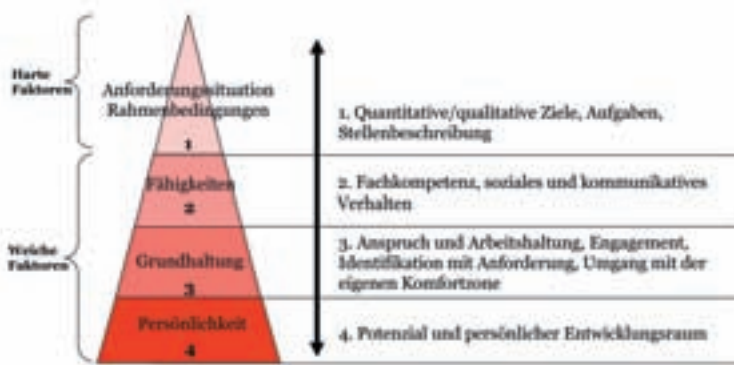 Harte
Faktoren
Anforderungssituation
Rahmenbedingungen
1
1. Quantitative/qualitative Ziele, Aufgaben,
Stellenbeschreibung
Weiche
Faktoren
Fähigkeiten
2
2. Fachkompetenz, soziales und kommunikatives
Verhalten
Grundhaltung
3
3. Anspruch und Arbeitshaltung, Engagement,
Identifikation mit Anforderung, Umgang mit der
eigenen Komfortzone
Persönlichkeit
4
4. Potenzial und persönlicher Entwicklungsraum